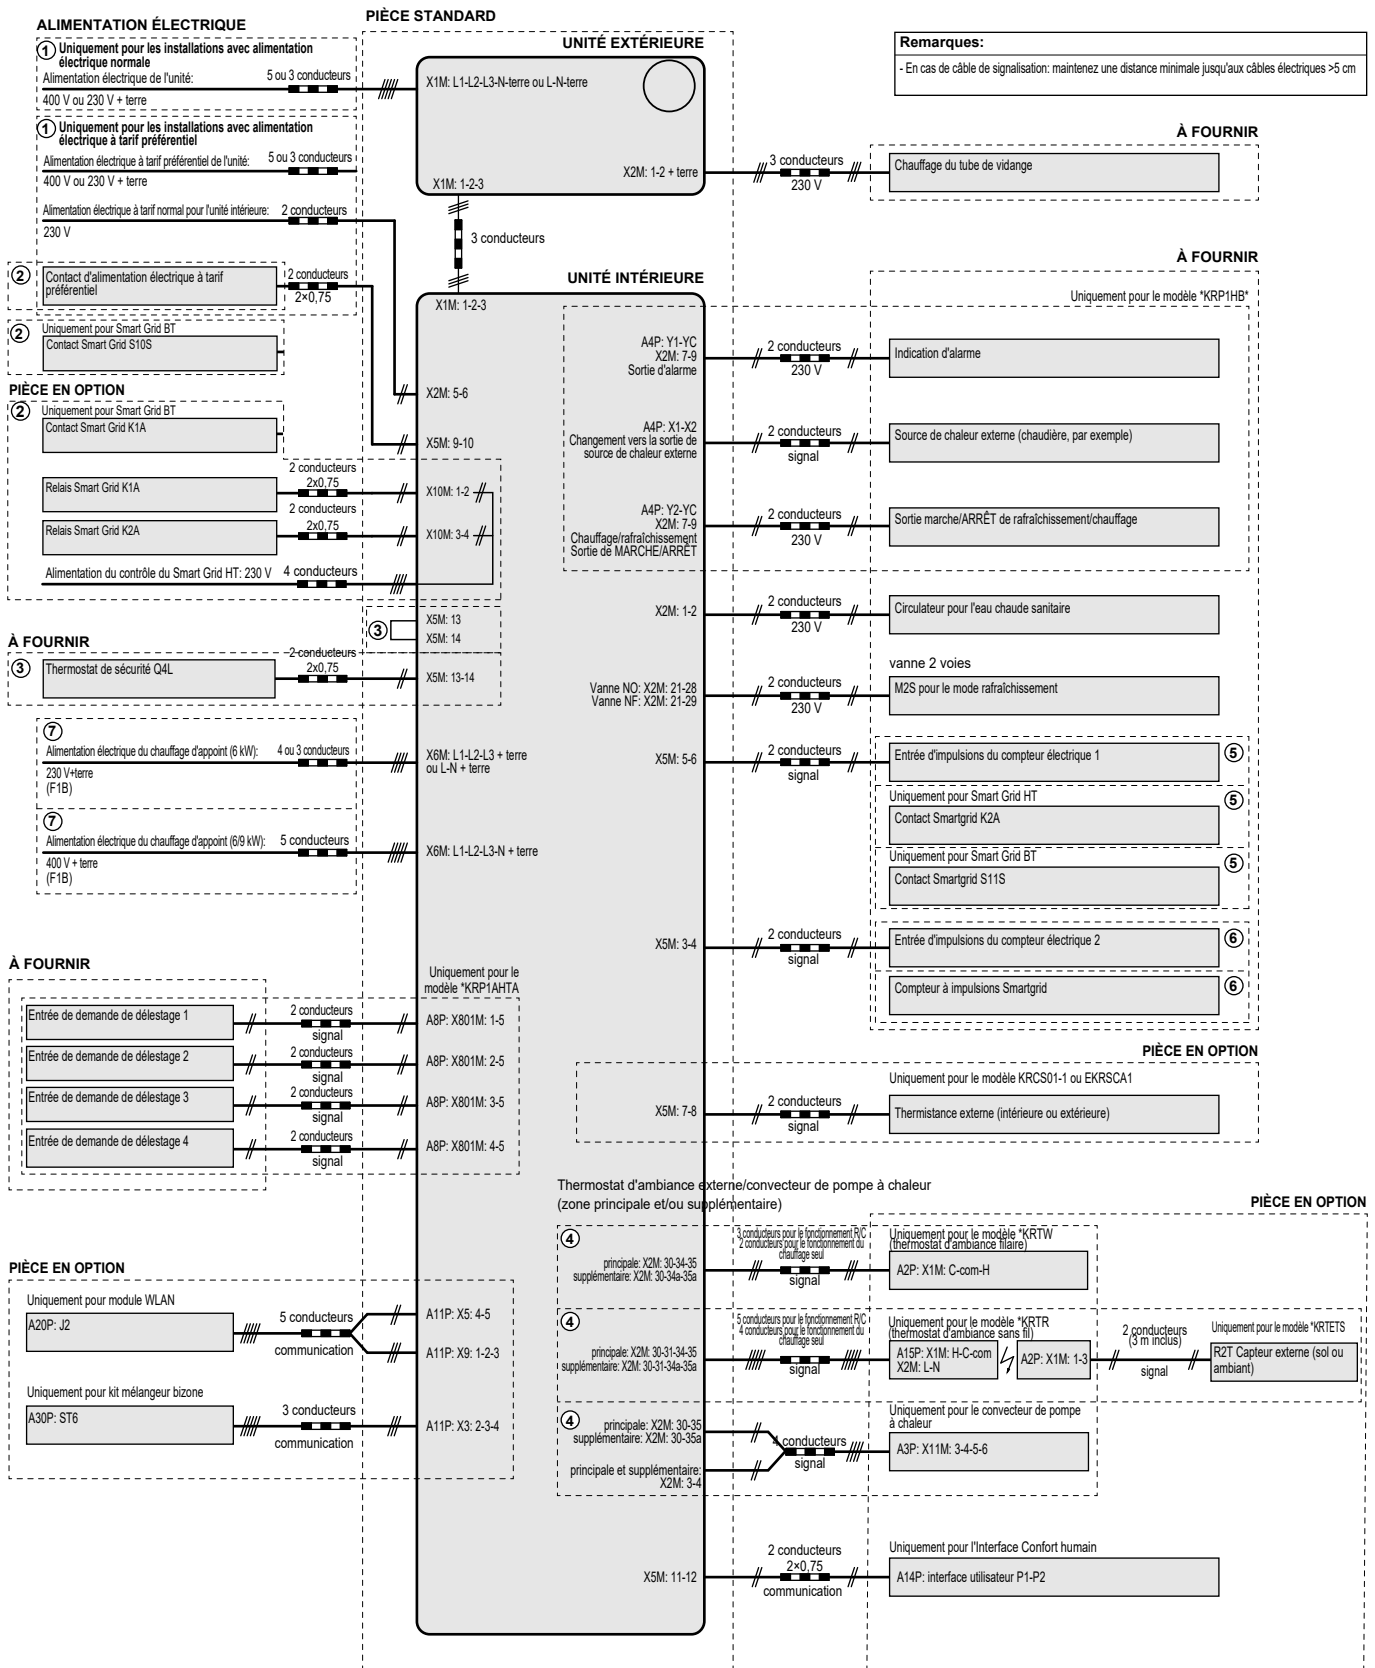 PIÈCE STANDARD
ALIMENTATION ÉLECTRIQUE
1 Uniquement pour les installations avec alimentation
électrique normale
Alimentation électrique de l'unité:
5 ou 3 conducteurs
400 V ou 230 V + terre
1 Uniquement pour les installations avec alimentation
électrique à tarif préférentiel
Alimentation électrique à tarif préférentiel de l'unité:
5 ou 3 conducteurs
400 V ou 230 V + terre
Alimentation électrique à tarif normal pour l'unité intérieure:
2 conducteurs
230 V
2
Contact d'alimentation électrique à tarif
préférentiel
2 conducteurs
2×0,75
2
Uniquement pour Smart Grid BT
Contact Smart Grid S10S
PIÈCE EN OPTION
2
Uniquement pour Smart Grid BT
Contact Smart Grid K1A
2 conducteurs
2x0,75
Relais Smart Grid K1A
2 conducteurs
2x0,75
Relais Smart Grid K2A
Alimentation du contrôle du Smart Grid HT: 230 V
4 conducteurs
À FOURNIR
3
Thermostat de sécurité Q4L
2 conducteurs
2x0,75
7
Alimentation électrique du chauffage d'appoint (6 kW):
4 ou 3 conducteurs
230 V+terre
(F1B)
7
Alimentation électrique du chauffage d'appoint (6/9 kW):
5 conducteurs
400 V + terre
(F1B)
À FOURNIR
Entrée de demande de délestage 1
2 conducteurs
signal
Entrée de demande de délestage 2
2 conducteurs
signal
Entrée de demande de délestage 3
2 conducteurs
signal
Entrée de demande de délestage 4
2 conducteurs
signal
PIÈCE EN OPTION
Uniquement pour module WLAN
A20P: J2
5 conducteurs
communication
Uniquement pour kit mélangeur bizone
A30P: ST6
3 conducteurs
communication
UNITÉ EXTÉRIEURE
X1M: L1-L2-L3-N-terre ou L-N-terre
X2M: 1-2 + terre
X1M: 1-2-3
3 conducteurs
UNITÉ INTÉRIEURE
X1M: 1-2-3
X2M: 5-6
X5M: 9-10
X10M: 1-2
X10M: 3-4
3
X5M: 13
X5M: 14
X5M: 13-14
X6M: L1-L2-L3 + terre
ou L-N + terre
X6M: L1-L2-L3-N + terre
Uniquement pour le
modèle *KRP1AHTA
A8P: X801M: 1-5
A8P: X801M: 2-5
A8P: X801M: 3-5
A8P: X801M: 4-5
A11P: X5: 4-5
A11P: X9: 1-2-3
A11P: X3: 2-3-4
Remarques:
- En cas de câble de signalisation: maintenez une distance minimale jusqu'aux câbles électriques >5 cm
À FOURNIR
3 conducteurs
230 V
Chauffage du tube de vidange
À FOURNIR
Uniquement pour le modèle *KRP1HB*
A4P: Y1-YC
X2M: 7-9
Sortie d'alarme
2 conducteurs
230 V
Indication d'alarme
A4P: X1-X2
Changement vers la sortie de
source de chaleur externe
2 conducteurs
signal
Source de chaleur externe (chaudière, par exemple)
A4P: Y2-YC
X2M: 7-9
Chauffage/rafraîchissement
Sortie de MARCHE/ARRÊT
2 conducteurs
230 V
Sortie marche/ARRÊT de rafraîchissement/chauffage
X2M: 1-2
2 conducteurs
230 V
Circulateur pour l'eau chaude sanitaire
vanne 2 voies
Vanne NO: X2M: 21-28
Vanne NF: X2M: 21-29
2 conducteurs
230 V
M2S pour le mode rafraîchissement
X5M: 5-6
2 conducteurs
signal
Entrée d'impulsions du compteur électrique 1
5
Uniquement pour Smart Grid HT
Contact Smartgrid K2A
5
Uniquement pour Smart Grid BT
Contact Smartgrid S11S
5
X5M: 3-4
2 conducteurs
signal
Entrée d'impulsions du compteur électrique 2
6
Compteur à impulsions Smartgrid
6
PIÈCE EN OPTION
Uniquement pour le modèle KRCS01-1 ou EKRSCA1
X5M: 7-8
2 conducteurs
signal
Thermistance externe (intérieure ou extérieure)
Thermostat d'ambiance externe/convecteur de pompe à chaleur
(zone principale et/ou supplémentaire)
PIÈCE EN OPTION
4
principale: X2M: 30-34-35
supplémentaire: X2M: 30-34a-35a
3 conducteurs pour le fonctionnement R/C
2 conducteurs pour le fonctionnement du
chauffage seul
signal
Uniquement pour le modèle *KRTW
(thermostat d'ambiance filaire)
A2P: X1M: C-com-H
4
principale: X2M: 30-31-34-35
supplémentaire: X2M: 30-31-34a-35a
5 conducteurs pour le fonctionnement R/C
4 conducteurs pour le fonctionnement du
chauffage seul
signal
Uniquement pour le modèle *KRTR
(thermostat d'ambiance sans fil)
A15P: X1M: H-C-com
X2M: L-N
A2P: X1M: 1-3
2 conducteurs
(3 m inclus)
signal
Uniquement pour le modèle *KRTETS
R2T Capteur externe (sol ou
ambiant)
4
principale: X2M: 30-35
supplémentaire: X2M: 30-35a
principale et supplémentaire:
X2M: 3-4
4 conducteurs
signal
Uniquement pour le convecteur de pompe
à chaleur
A3P: X11M: 3-4-5-6
X5M: 11-12
2 conducteurs
2×0,75
communication
Uniquement pour l'Interface Confort humain
A14P: interface utilisateur P1-P2